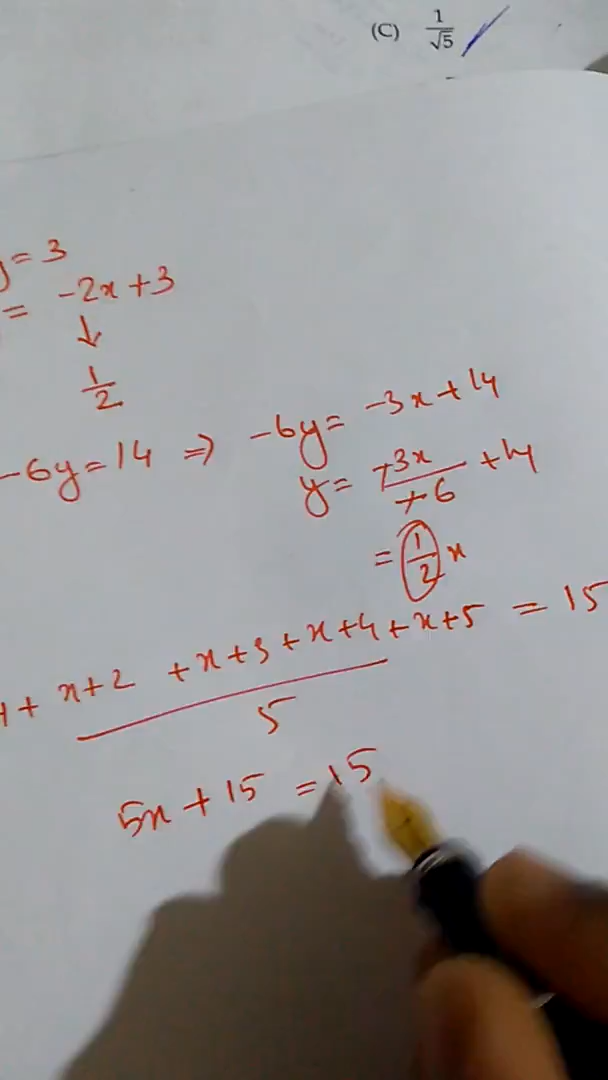 (C) 1/√5
y = 3
= -2x + 3
↓
1/2
-6y = 14 ⇒ -6y = -3x + 14
y = -3x/-6 + 14
= 1/2 x
+ x+2 + x+3 + x+4 + x+5 = 15
5
5x + 15 = 15